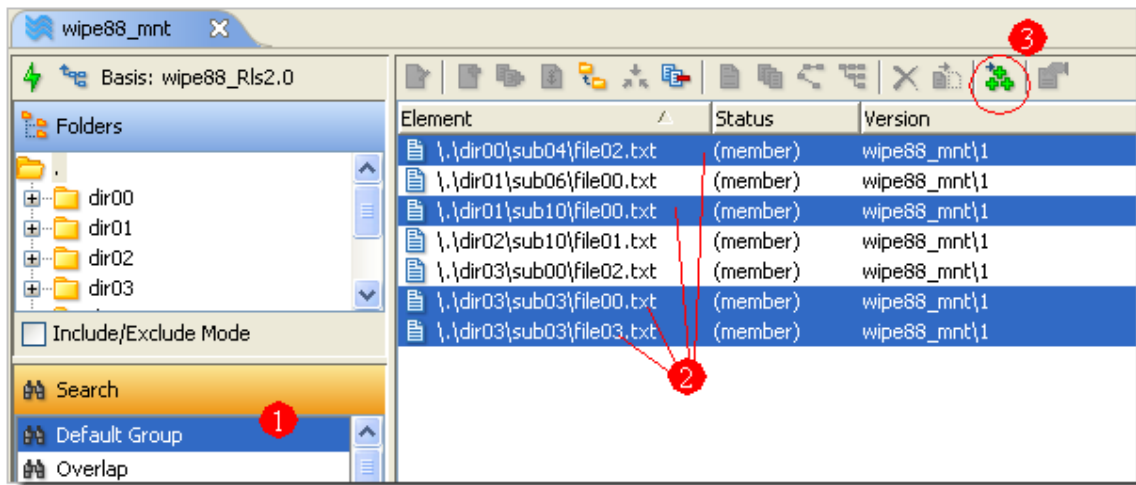 wipe88_mnt
3
Basis: wipe88_Rls2.0
Folders
.
dir00
dir01
dir02
dir03
Include/Exclude Mode
Search
1
Default Group
Overlap
Element Status Version
\.\dir00\sub04\file02.txt (member) wipe88_mnt\1
\.\dir01\sub06\file00.txt (member) wipe88_mnt\1
\.\dir01\sub10\file00.txt (member) wipe88_mnt\1
\.\dir02\sub10\file01.txt (member) wipe88_mnt\1
\.\dir03\sub00\file02.txt (member) wipe88_mnt\1
\.\dir03\sub03\file00.txt (member) wipe88_mnt\1
\.\dir03\sub03\file03.txt (member) wipe88_mnt\1
2